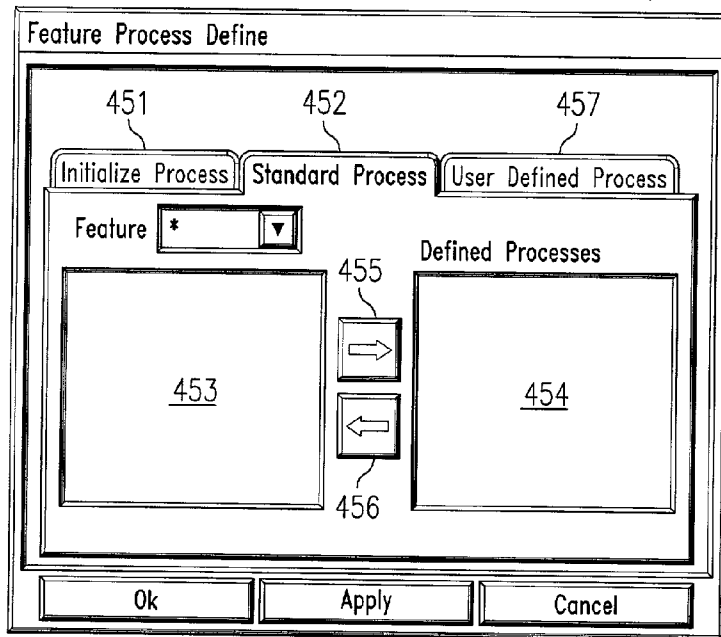 Feature Process Define
451 452 457
Initialize Process Standard Process User Defined Process
Feature *
Defined Processes
455
453
454
456
Ok Apply Cancel